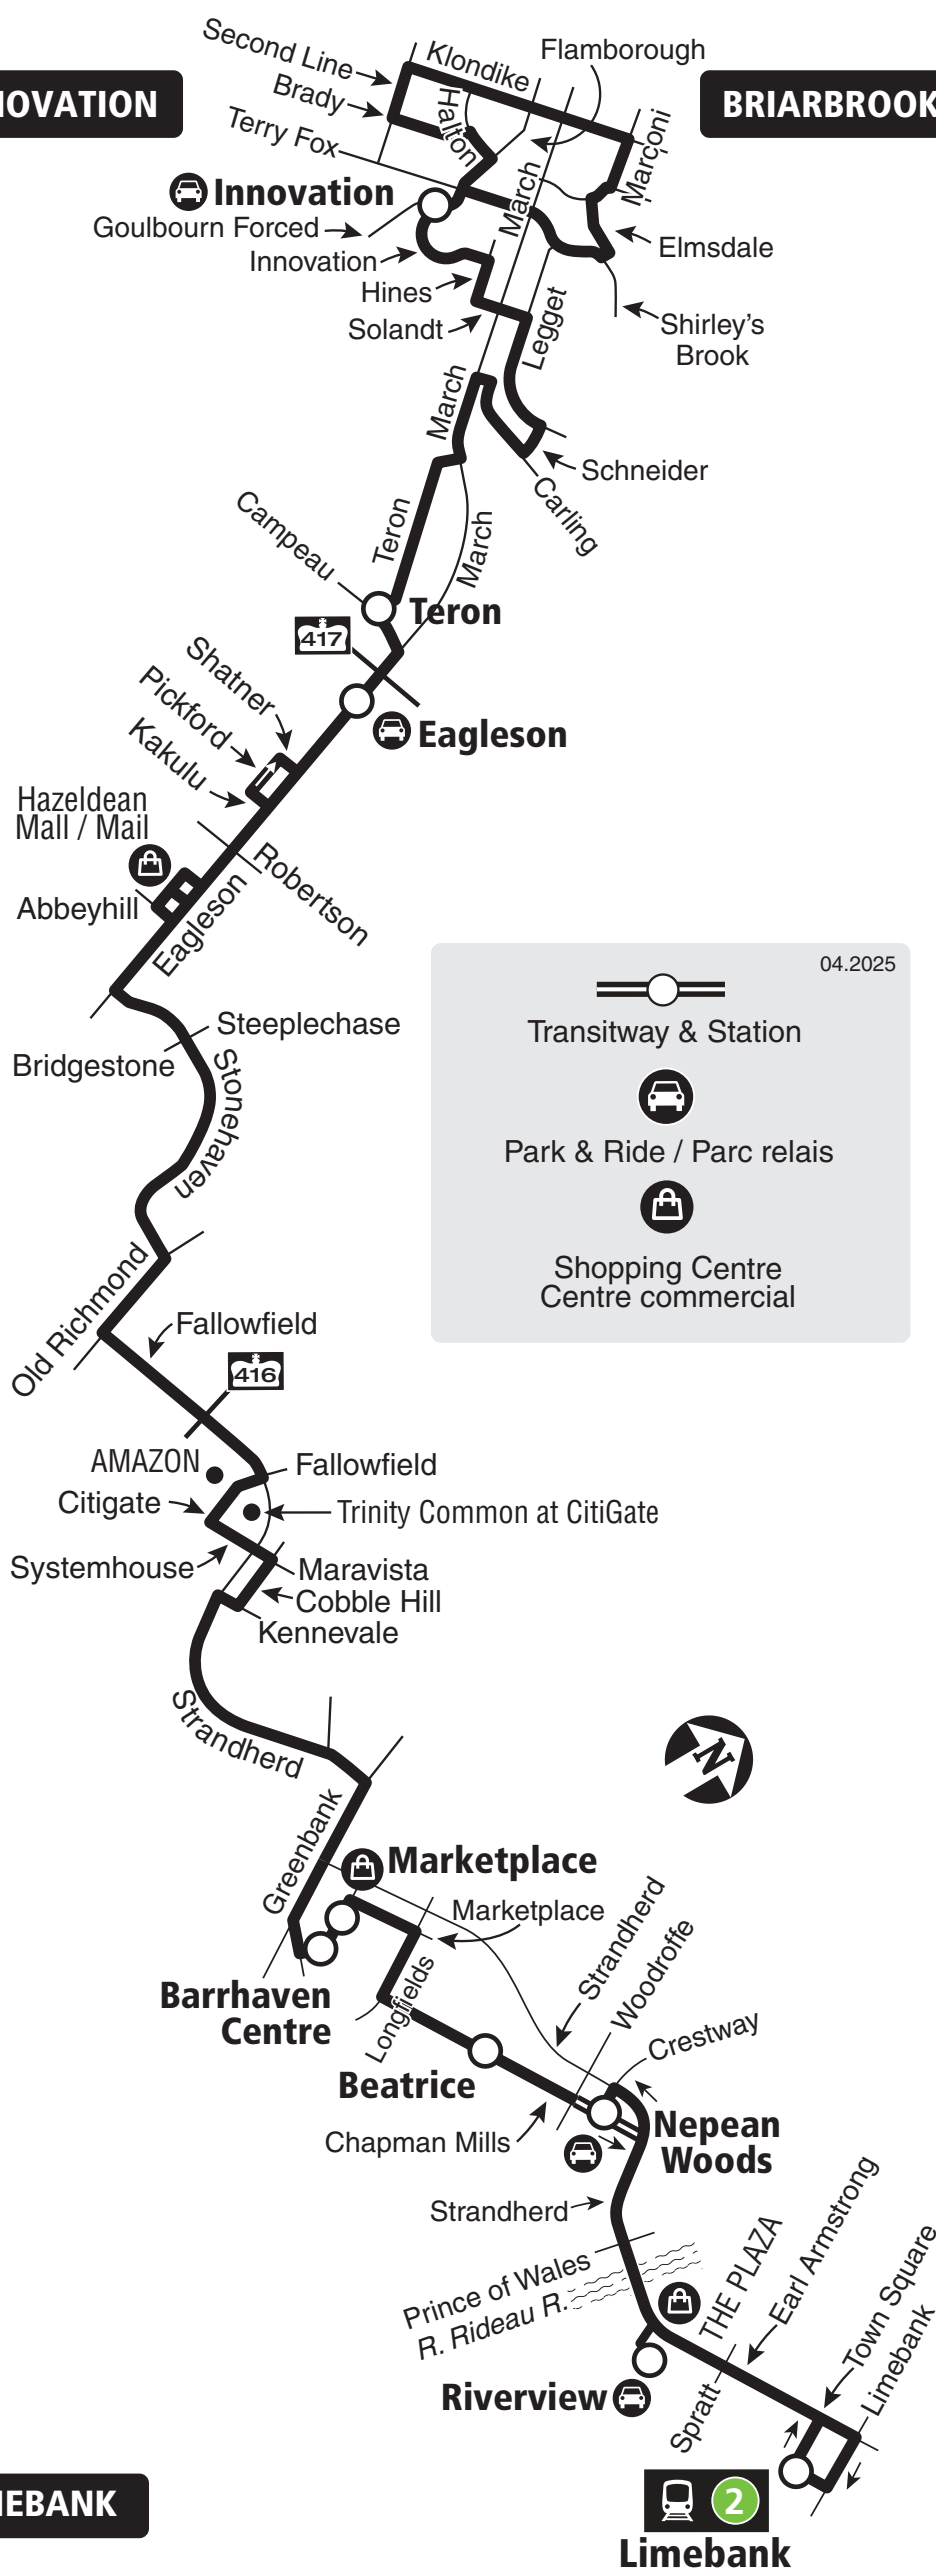 Second Line
Brady
Klondike
Flamborough
OVATION
BRIARBROOK
Halton
Terry Fox
Marconi
March
Innovation
Goulbourn Forced
Innovation
Elmsdale
Hines
Solandt
Legget
Shirley's
Brook
March
Schneider
Carling
Campeau
Teron
March
Teron
417
Shatner
Pickford
Kakulu
Eagleson
Hazeldean
Mall / Mail
Robertson
Abbeyhill
Eagleson
04.2025
Transitway & Station
Park & Ride / Parc relais
Shopping Centre
Centre commercial
Steeplechase
Bridgestone
Stonehaven
Old Richmond
Fallowfield
416
AMAZON
Fallowfield
Citigate
Trinity Common at CitiGate
Systemhouse
Maravista
Cobble Hill
Kennevale
Strandherd
N
Greenbank
Marketplace
Marketplace
Strandherd
Woodroffe
Barrhaven
Centre
Longfields
Crestway
Beatrice
Chapman Mills
Nepean
Woods
Strandherd
Prince of Wales
R. Rideau R.
THE PLAZA
Earl Armstrong
Town Square
Limebank
Riverview
Spratt
EBANK
2
Limebank